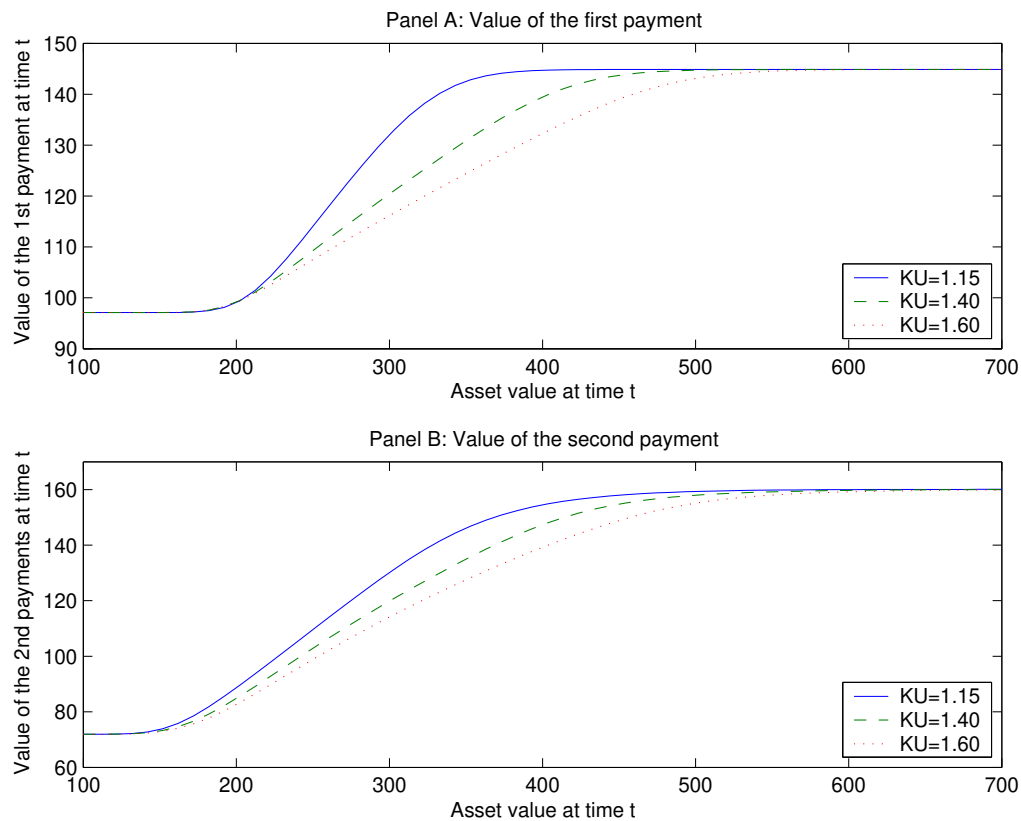 Panel A: Value of the first payment
Value of the 1st payment at time t
150
140
130
120
110
100
90
100
200
300
400
500
600
700
Asset value at time t
KU=1.15
KU=1.40
KU=1.60
Panel B: Value of the second payment
Value of the 2nd payments at time t
160
140
120
100
80
60
100
200
300
400
500
600
700
Asset value at time t
KU=1.15
KU=1.40
KU=1.60